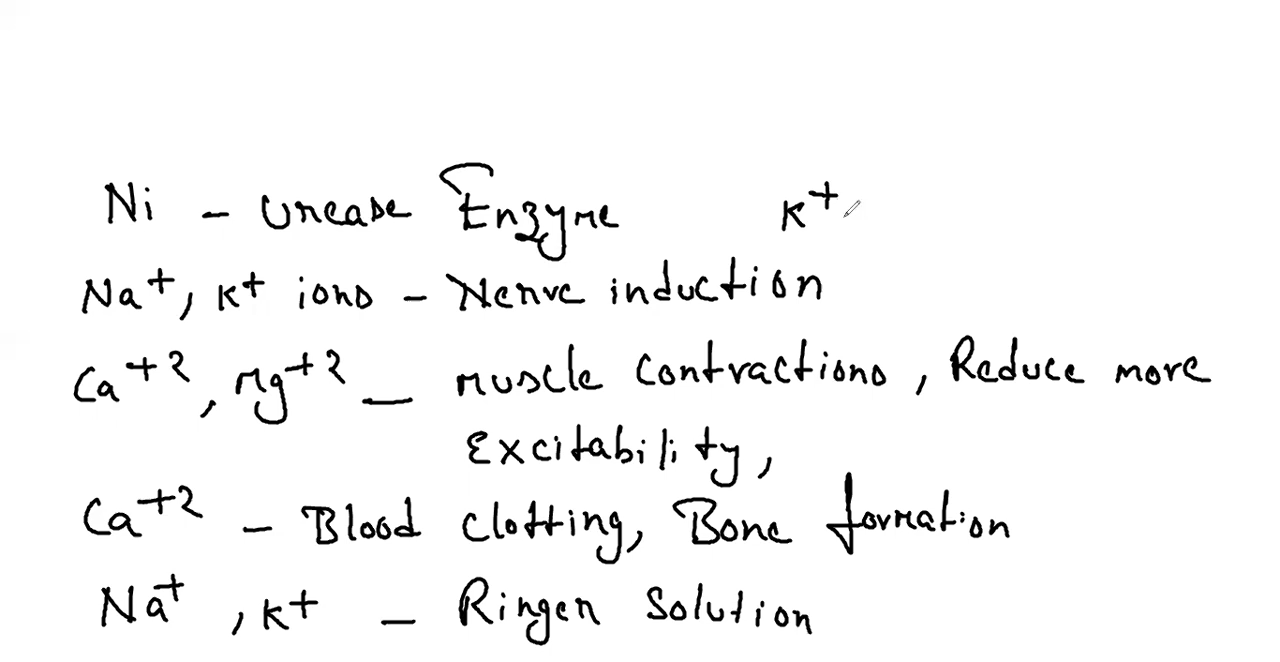 Ni - Urease Enzyme K+
Na+, K+ ions - Nerve induction
Ca+2, Mg+2 - muscle contractions, Reduce more
Excitability,
Ca+2 - Blood clotting, Bone formation
Na+, K+ - Ringer Solution